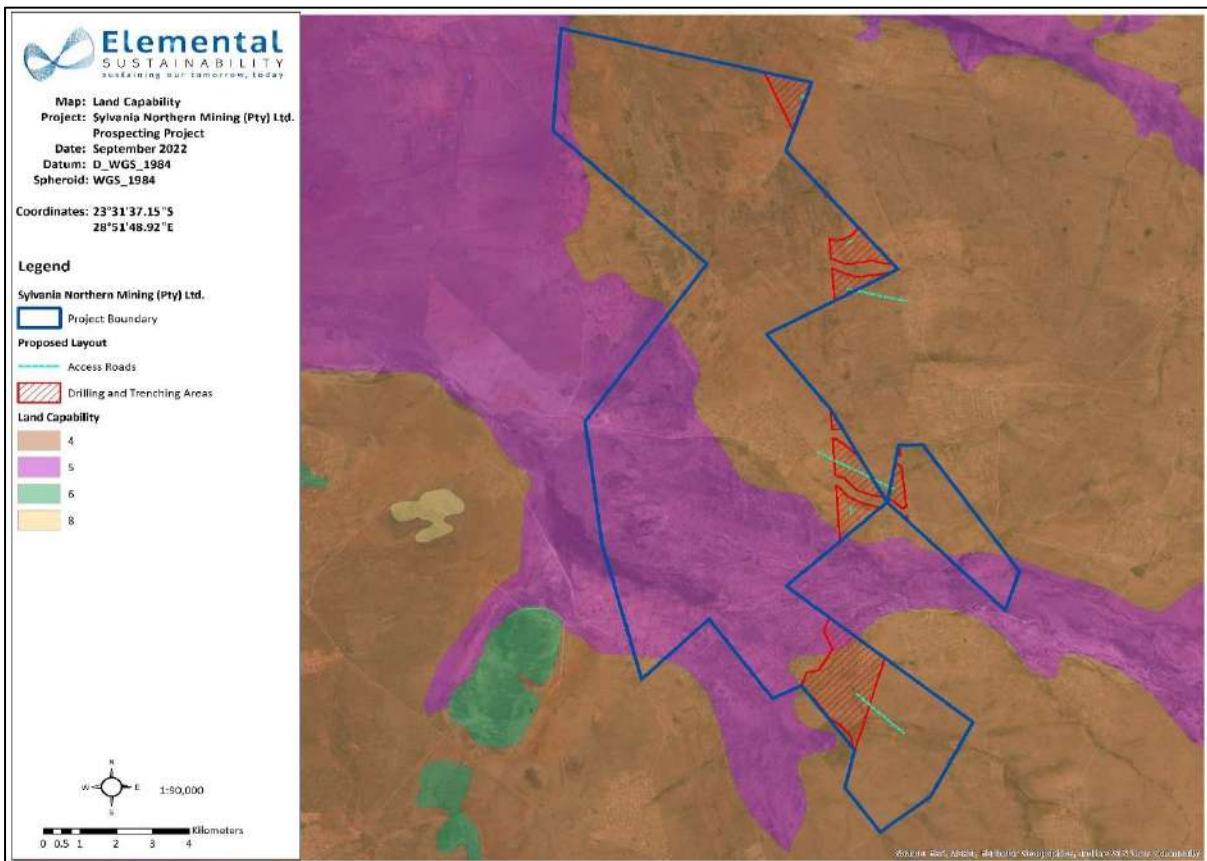 Elemental
SUSTAINABILITY
sustaining our tomorrow, today
Map: Land Capability
Project: Sylvania Northern Mining (Pty) Ltd.
Prospecting Project
Date: September 2022
Datum: D_WGS_1984
Spheroid: WGS_1984
Coordinates: 23°31'37.15"S
28°51'48.92"E
Legend
Sylvania Northern Mining (Pty) Ltd.
Project Boundary
Proposed Layout
Access Roads
Drilling and Trenching Areas
Land Capability
4
5
6
8
N
W E
S
1:90,000
Kilometers
0 0.5 1 2 3 4